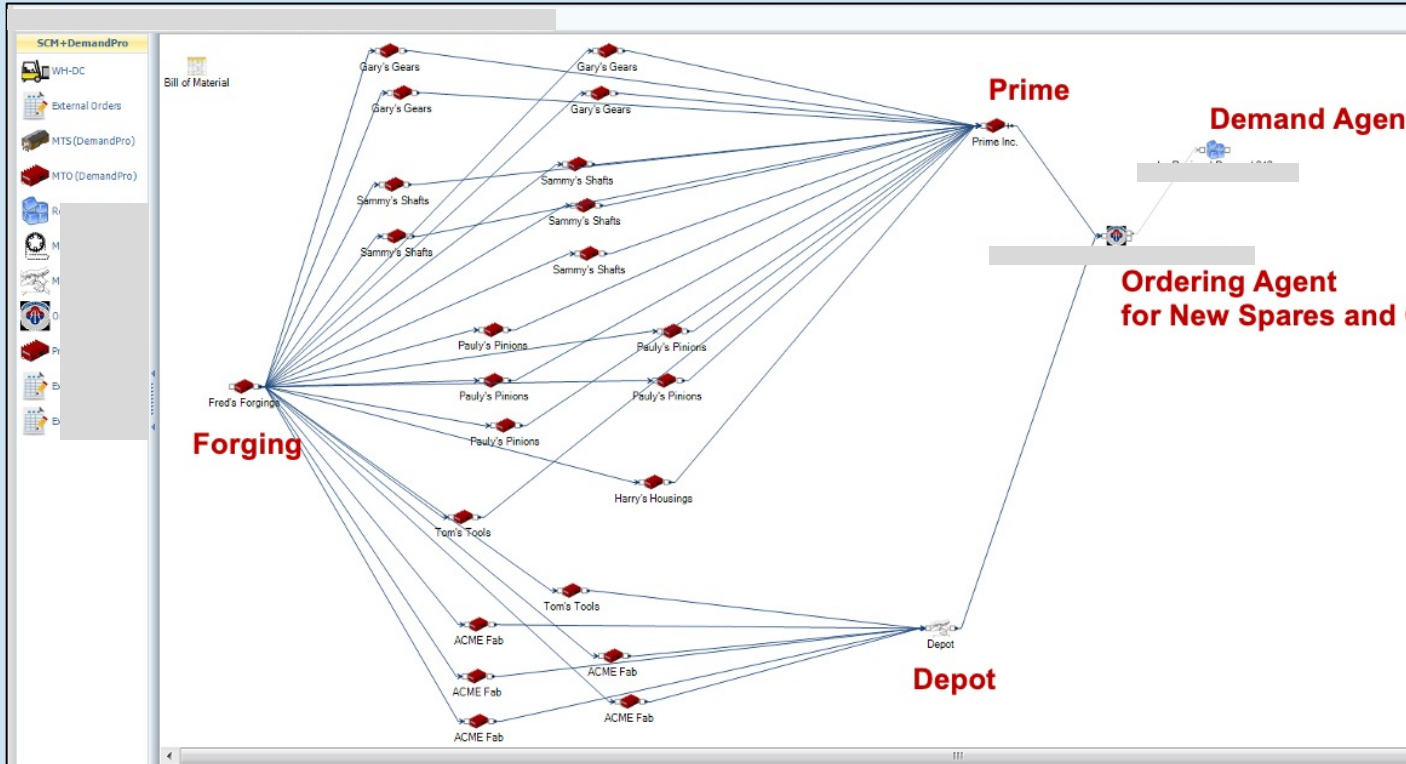 SCM+DemandPro
WH-DC
External Orders
MTS (DemandPro)
MTO (DemandPro)
Bill of Material
Gary's Gears
Gary's Gears
Gary's Gears
Gary's Gears
Sammy's Shafts
Sammy's Shafts
Sammy's Shafts
Sammy's Shafts
Sammy's Shafts
Pauly's Pinions
Pauly's Pinions
Pauly's Pinions
Pauly's Pinions
Pauly's Pinions
Fred's Forgings
Forging
Harry's Housings
Tom's Tools
Tom's Tools
ACME Fab
ACME Fab
ACME Fab
ACME Fab
ACME Fab
Prime
Prime Inc.
Demand Agen
Ordering Agent
for New Spares and
Depot
Depot